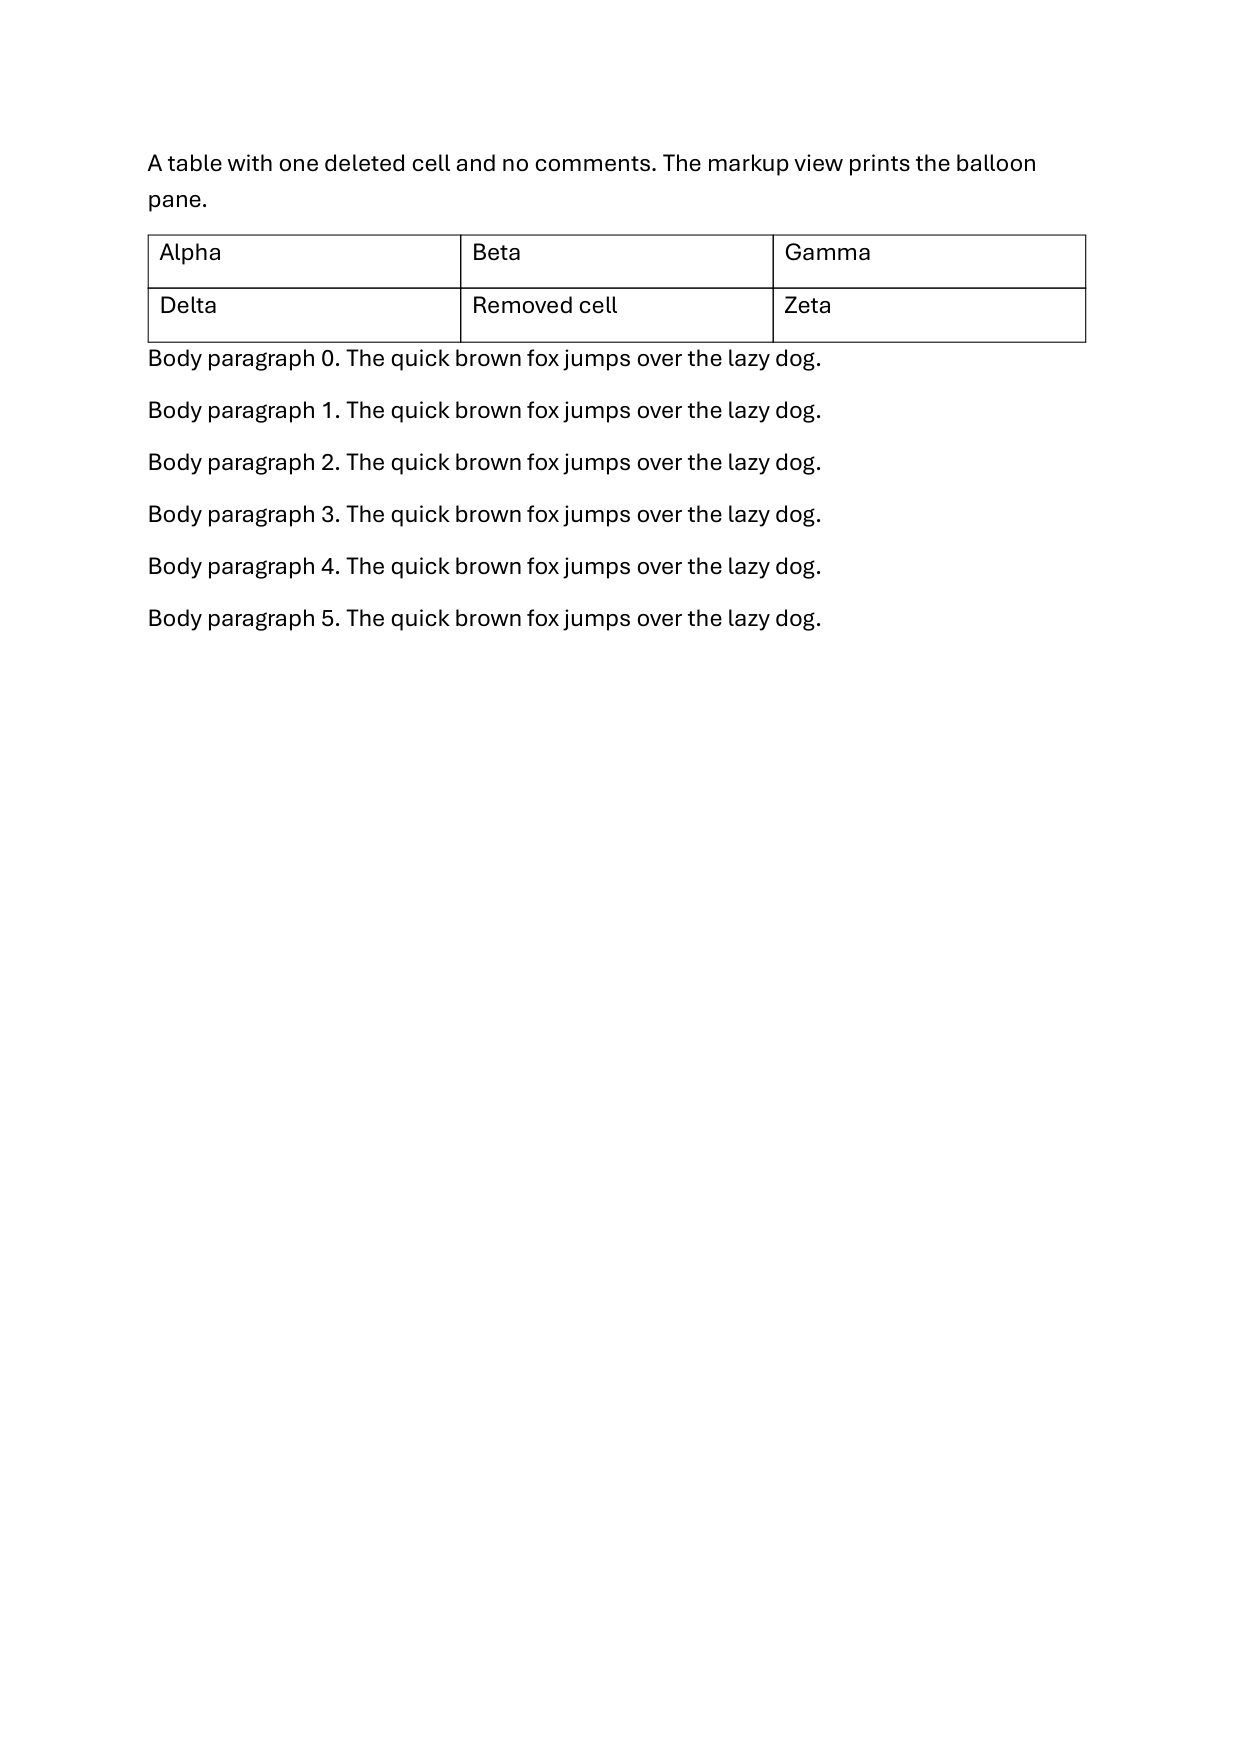 A table with one deleted cell and no comments. The markup view prints the balloon
pane.
Alpha Beta Gamma
Delta Removed cell Zeta
Body paragraph 0. The quick brown fox jumps over the lazy dog.
Body paragraph 1. The quick brown fox jumps over the lazy dog.
Body paragraph 2. The quick brown fox jumps over the lazy dog.
Body paragraph 3. The quick brown fox jumps over the lazy dog.
Body paragraph 4. The quick brown fox jumps over the lazy dog.
Body paragraph 5. The quick brown fox jumps over the lazy dog.